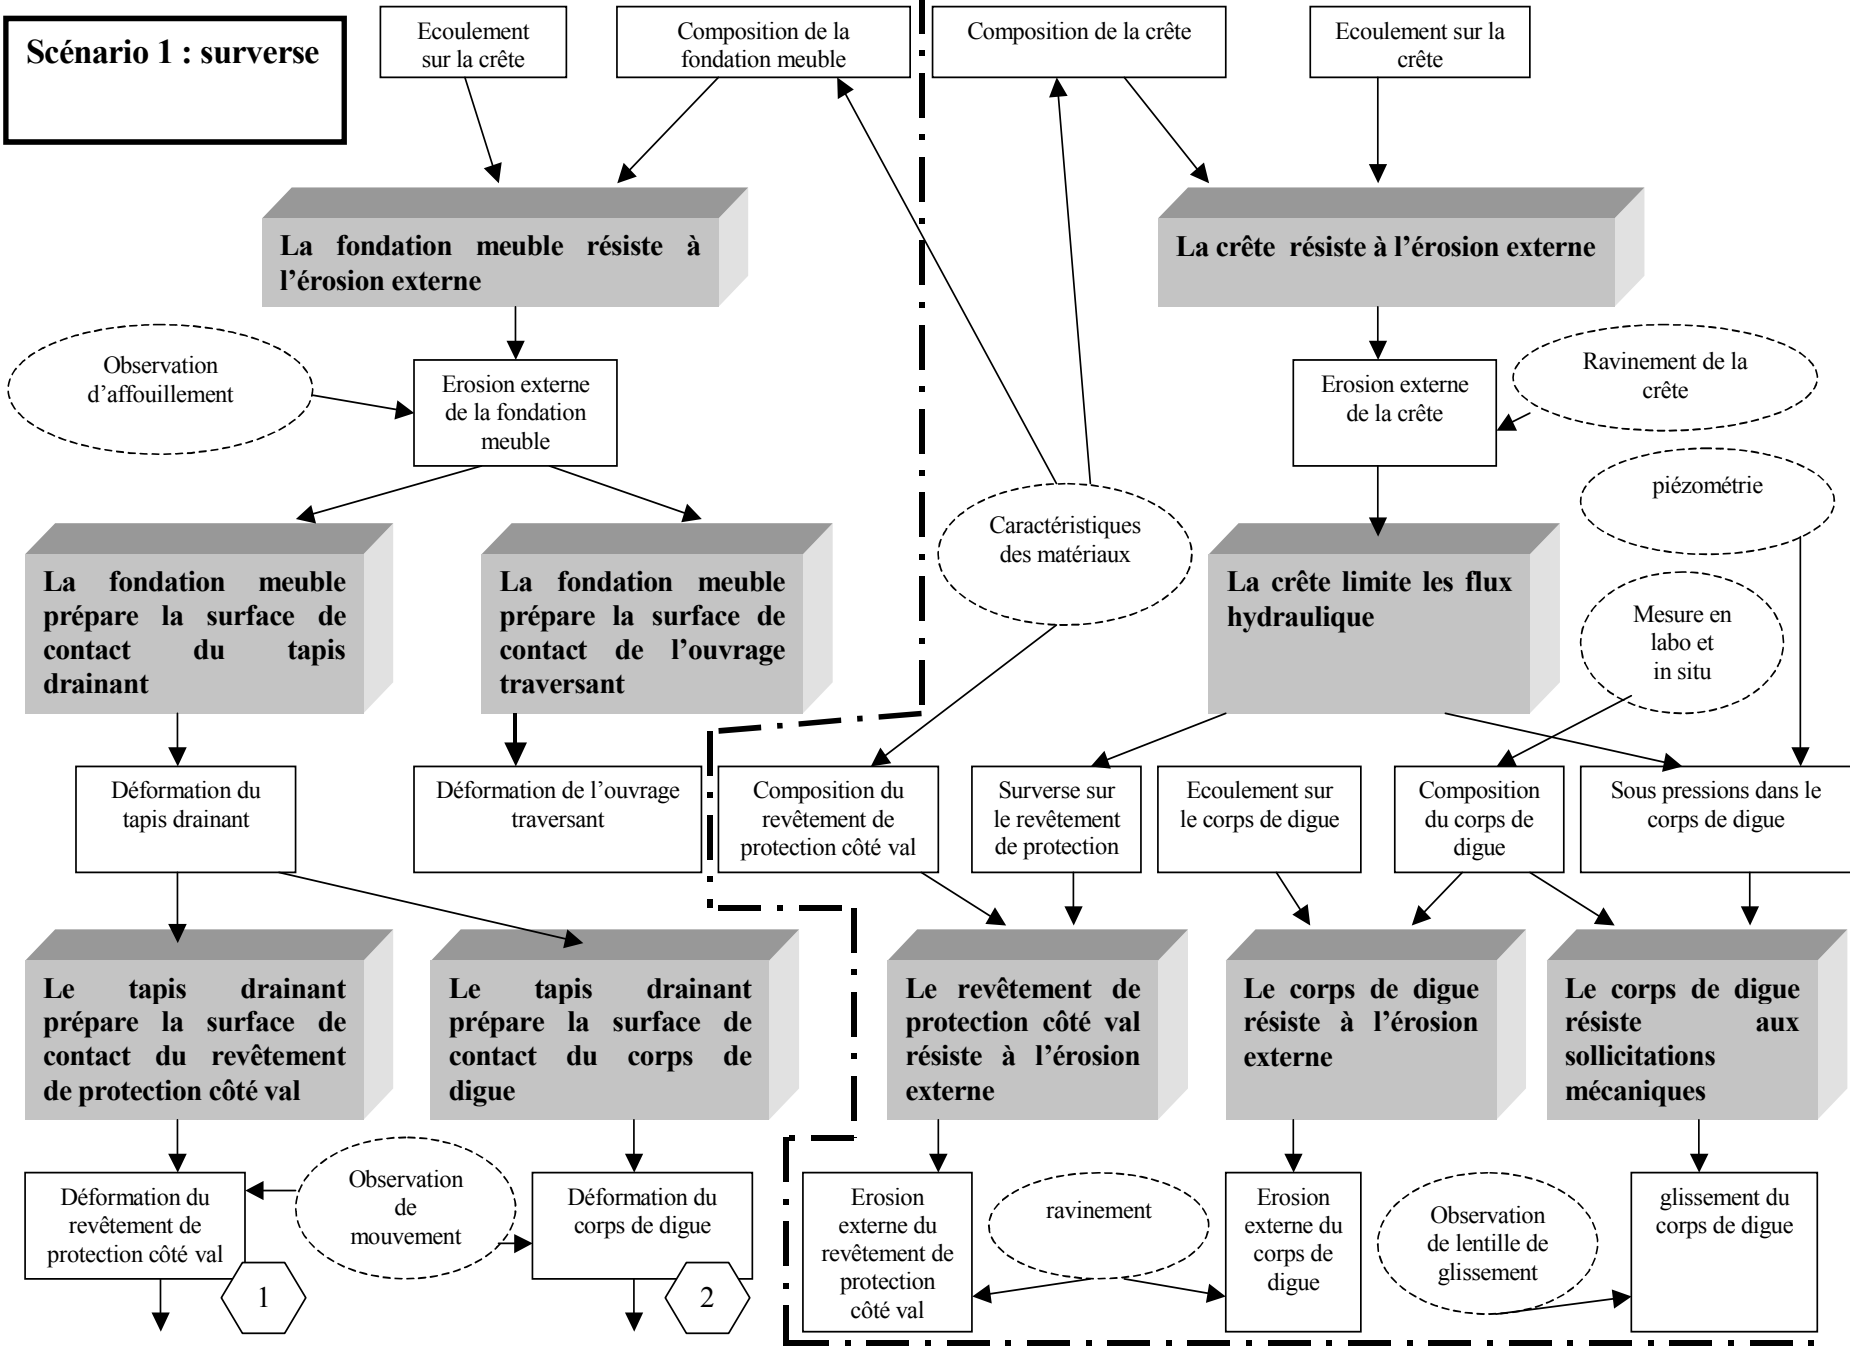 Scénario 1 : surverse
Ecoulement
sur la crête
Composition de la
fondation meuble
Composition de la crête
Ecoulement sur la
crête
La fondation meuble résiste à
l'érosion externe
La crête résiste à l'érosion externe
Observation
d'affouillement
Erosion externe
de la fondation
meuble
Erosion externe
de la crête
Ravinement de la
crête
piézométrie
Caractéristiques
des matériaux
La fondation meuble
prépare la surface de
contact du tapis
drainant
La fondation meuble
prépare la surface de
contact de l'ouvrage
traversant
La crête limite les flux
hydraulique
Mesure en
labo et
in situ
Déformation du
tapis drainant
Déformation de l'ouvrage
traversant
Composition du
revêtement de
protection côté val
Surverse sur
le revêtement
de protection
Ecoulement sur
le corps de digue
Composition
du corps de
digue
Sous pressions dans le
corps de digue
Le tapis drainant
prépare la surface de
contact du revêtement
de protection côté val
Le tapis drainant
prépare la surface de
contact du corps de
digue
Le revêtement de
protection côté val
résiste à l'érosion
externe
Le corps de digue
résiste à l'érosion
externe
Le corps de digue
résiste aux
sollicitations
mécaniques
Déformation du
revêtement de
protection côté val
1
Observation
de
mouvement
Déformation du
corps de digue
2
Erosion
externe du
revêtement de
protection
côté val
ravinement
Erosion
externe du
corps de
digue
Observation
de lentille de
glissement
glissement du
corps de digue